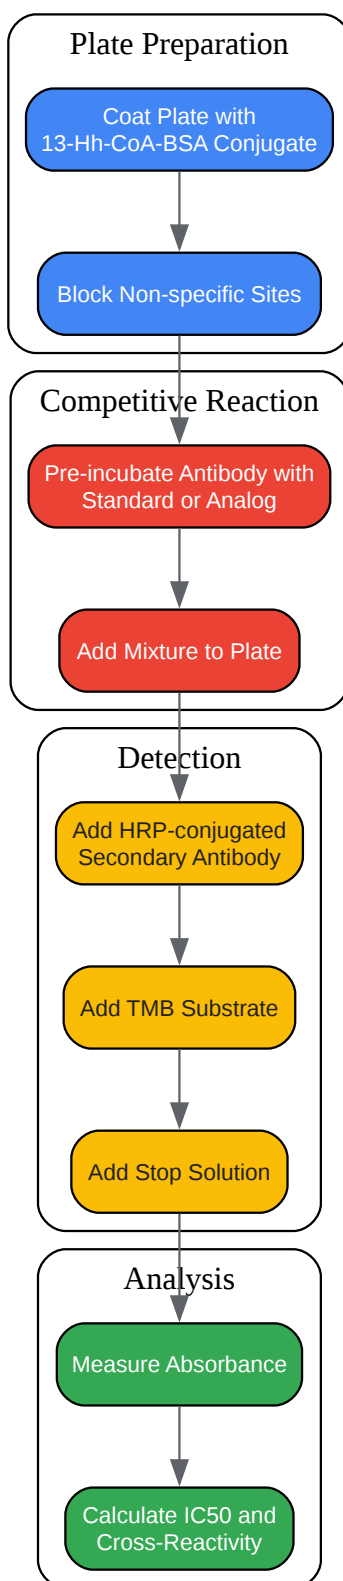 Plate Preparation
Coat Plate with
13-Hh-CoA-BSA Conjugate
Block Non-specific Sites
Competitive Reaction
Pre-incubate Antibody with
Standard or Analog
Add Mixture to Plate
Detection
Add HRP-conjugated
Secondary Antibody
Add TMB Substrate
Add Stop Solution
Analysis
Measure Absorbance
Calculate IC50 and
Cross-Reactivity